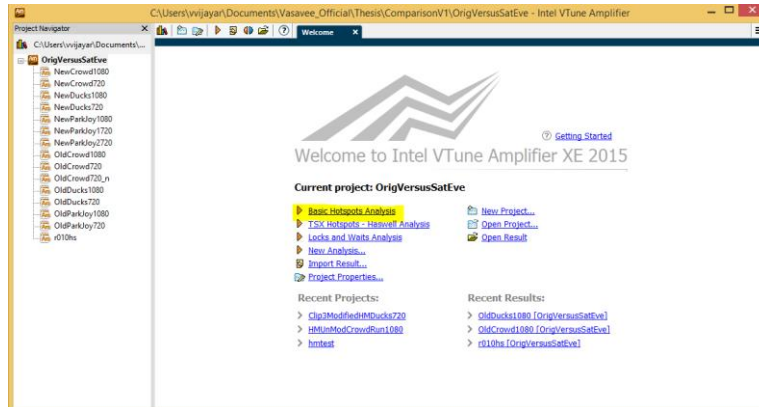 C:\Users\vvijayar\Documents\Vasavee_Official\Thesis\ComparisonV1\OrigVersusSatEve - Intel VTune Amplifier
Project Navigator
Welcome
C:\Users\vvijayar\Documents\...
OrigVersusSatEve
NewCrowd1080
NewCrowd720
NewDucks1080
NewDucks720
NewParkJoy1080
NewParkJoy1720
NewParkJoy2720
OldCrowd1080
OldCrowd720
OldCrowd720_n
OldDucks1080
OldDucks720
OldParkJoy1080
OldParkJoy720
r010hs
Getting Started
Welcome to Intel VTune Amplifier XE 2015
Current project: OrigVersusSatEve
Basic Hotspots Analysis
TSX Hotspots - Haswell Analysis
Locks and Waits Analysis
New Analysis...
Import Result...
Project Properties...
New Project...
Open Project...
Open Result
Recent Projects:
Clip3ModifiedHMDucks720
HMUnModCrowdRun1080
hmtest
Recent Results:
OldDucks1080 [OrigVersusSatEve]
OldCrowd1080 [OrigVersusSatEve]
r010hs [OrigVersusSatEve]